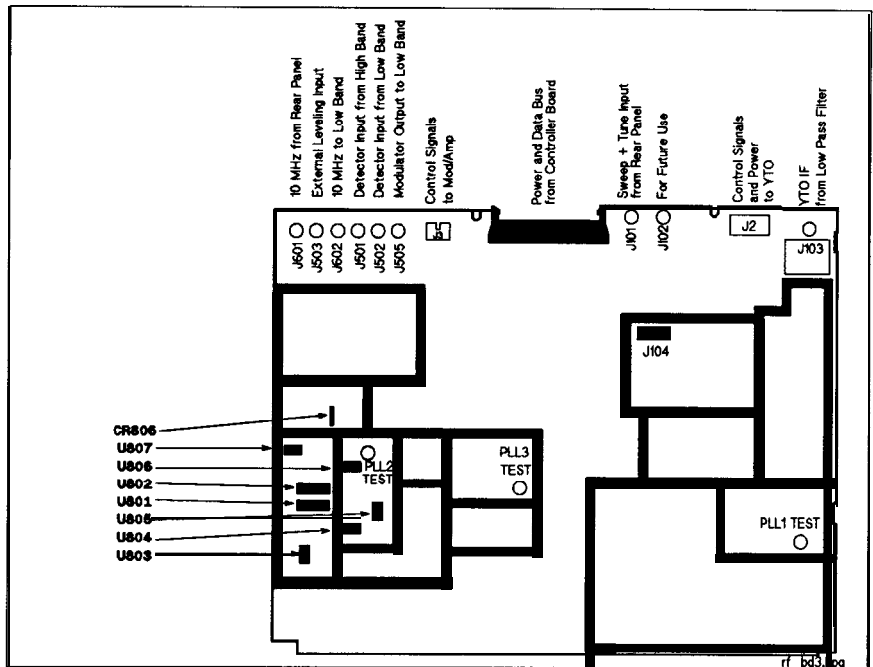 10 MHz from Rear Panel
External Leveling Input
10 MHz to Low Band
Detector Input from High Band
Detector Input from Low Band
Modulator Output to Low Band
Control Signals
to Mod/Amp
Power and Data Bus
from Controller Board
Sweep + Tune Input
from Rear Panel
For Future Use
Control Signals
and Power
to YTO
YTO IF
from Low Pass Filter
J601
J503
J602
J501
J502
J505
J101
J102
J2
J103
J104
CR806
U807
U806
U802
U801
U805
U804
U803
PLL2
TEST
PLL3
TEST
PLL1 TEST